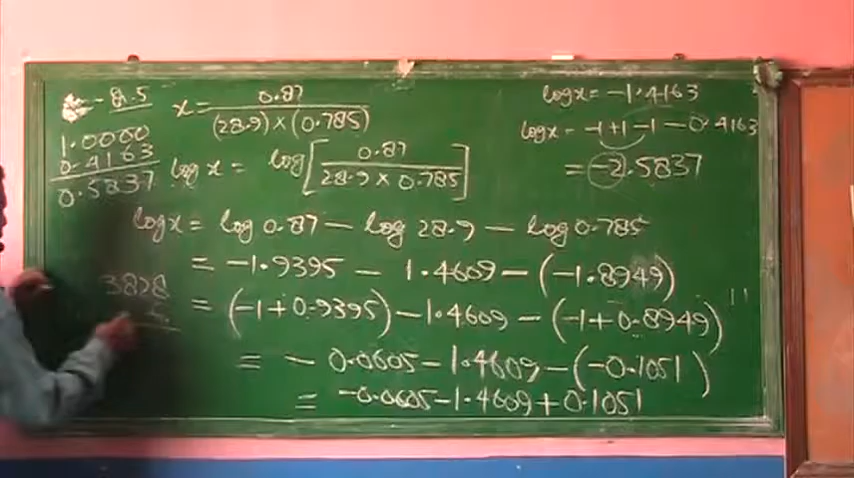 x = 0.87 / (28.9) × (0.785)
log x = log [ 0.87 / 28.9 × 0.785 ]
log x = log 0.87 — log 28.9 — log 0.785
= -1.9395 — 1.4609 — (-1.8949)
= (-1+0.9395) — 1.4609 — (-1+0.8949)
= - 0.0605 — 1.4609 — (-0.1051)
= -0.0605 - 1.4609 + 0.1051
log x = -1.4163
log x = -1+1-1-0.4163
= -2.5837
1.0000
0.4163
0.5837
3828